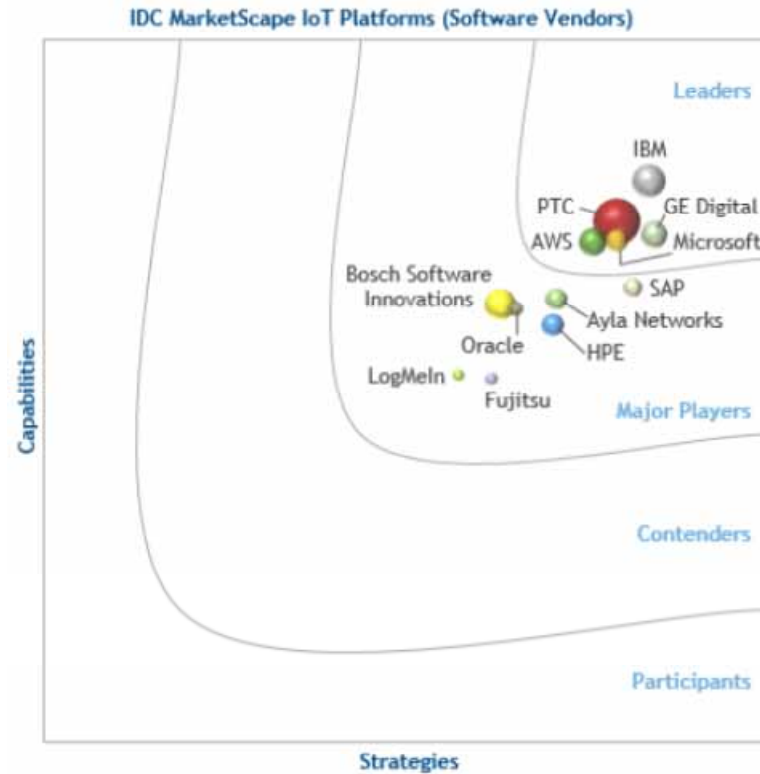 IDC MarketScape IoT Platforms (Software Vendors)
Leaders
IBM
PTC
GE Digital
AWS
Microsoft
Bosch Software
Innovations
SAP
Ayla Networks
Oracle
HPE
LogMeIn
Fujitsu
Major Players
Capabilities
Contenders
Participants
Strategies